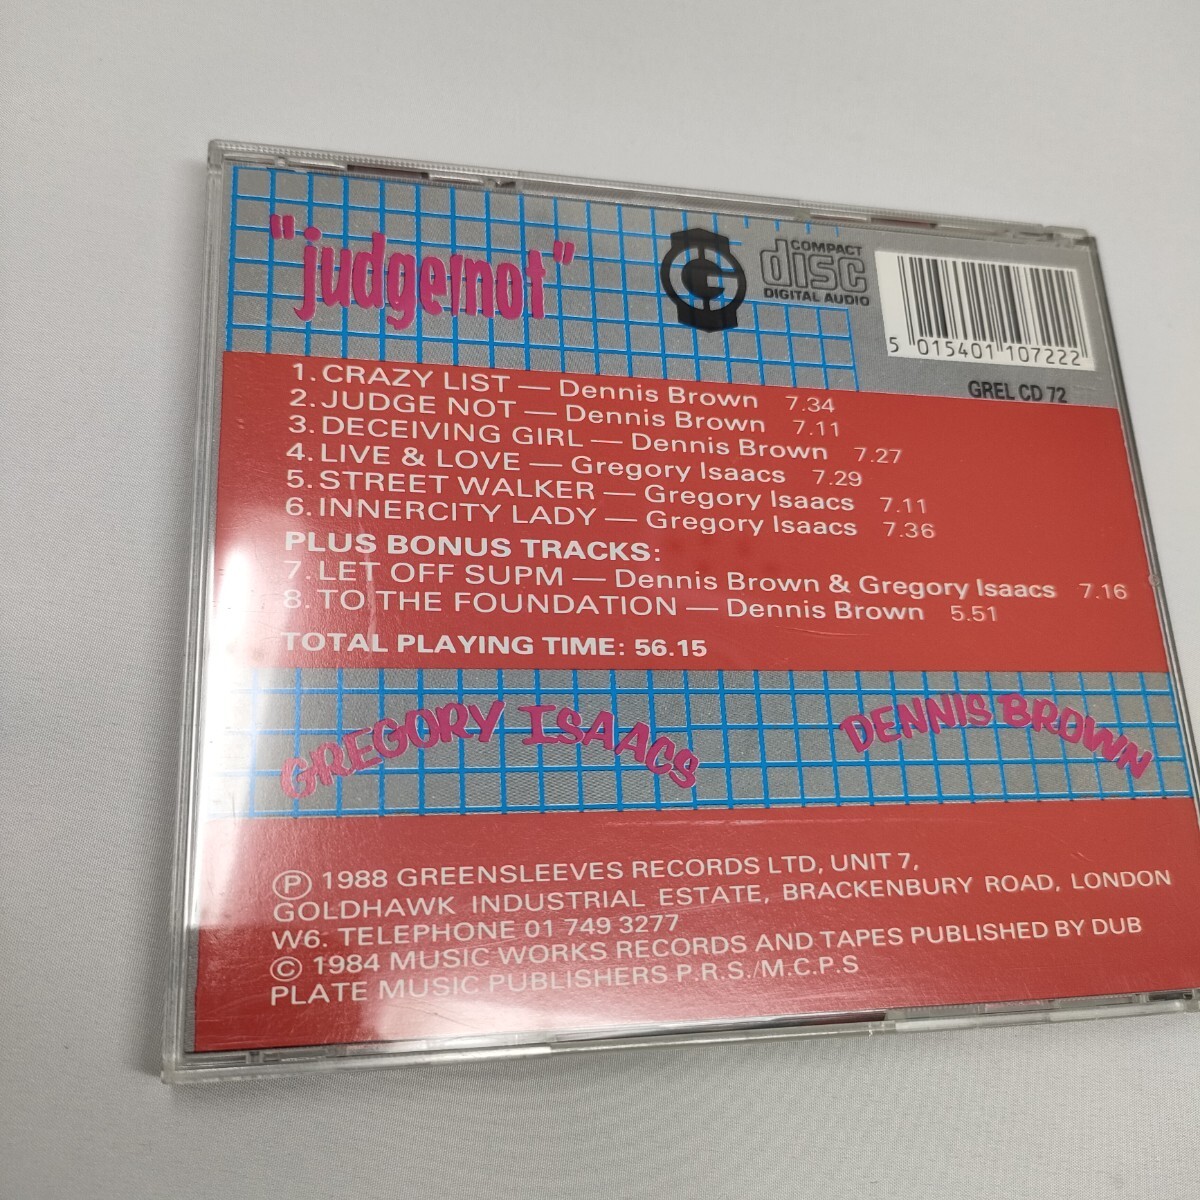 "judge not"
COMPACT
disc
DIGITAL AUDIO
5 015401 107222
GREL CD 72
1. CRAZY LIST — Dennis Brown 7.34
2. JUDGE NOT — Dennis Brown 7.11
3. DECEIVING GIRL — Dennis Brown 7.27
4. LIVE & LOVE — Gregory Isaacs 7.29
5. STREET WALKER — Gregory Isaacs 7.11
6. INNERCITY LADY — Gregory Isaacs 7.36
PLUS BONUS TRACKS:
7. LET OFF SUPM — Dennis Brown & Gregory Isaacs 7.16
8. TO THE FOUNDATION — Dennis Brown 5.51
TOTAL PLAYING TIME: 56.15
GREGORY ISAACS
DENNIS BROWN
Ⓟ 1988 GREENSLEEVES RECORDS LTD, UNIT 7,
GOLDHAWK INDUSTRIAL ESTATE, BRACKENBURY ROAD, LONDON
W6. TELEPHONE 01 749 3277
© 1984 MUSIC WORKS RECORDS AND TAPES PUBLISHED BY DUB
PLATE MUSIC PUBLISHERS P.R.S./M.C.P.S